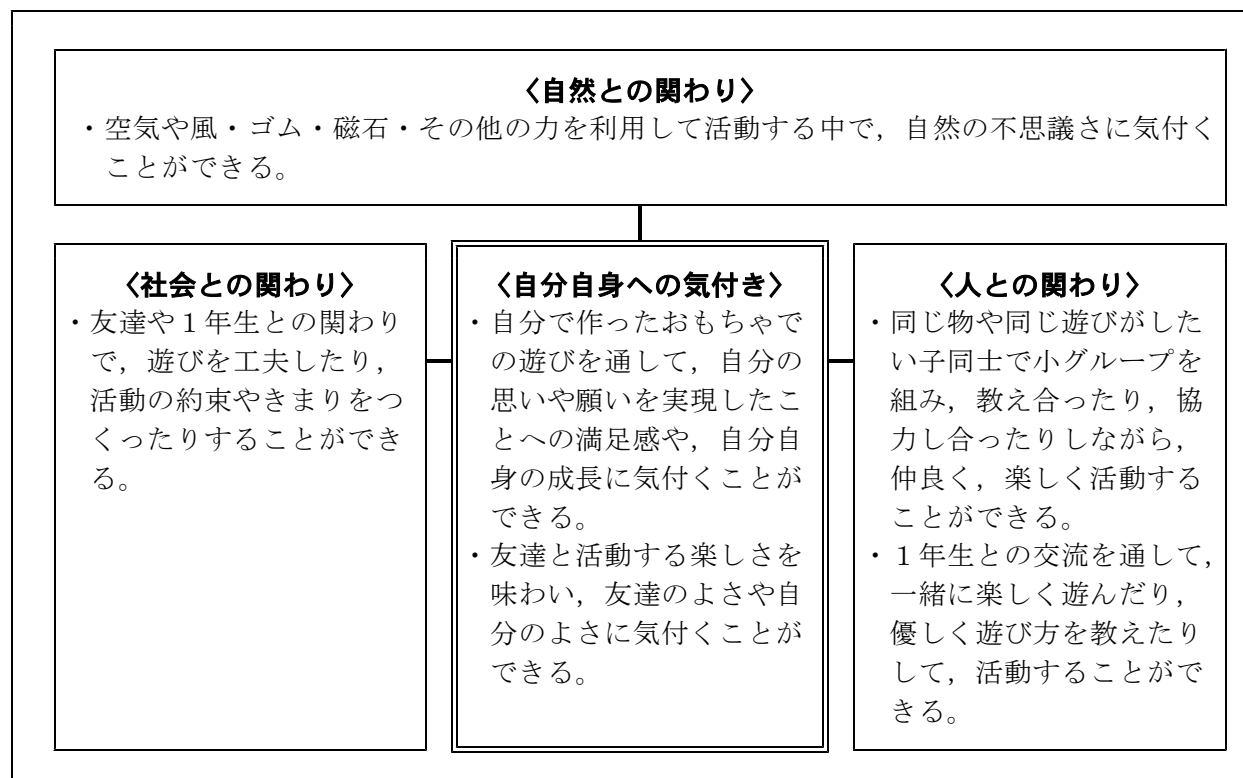 〈自然との関わり〉
・空気や風・ゴム・磁石・その他の力を利用して活動する中で，自然の不思議さに気付く
ことができる。
〈社会との関わり〉
・友達や１年生との関わり
で，遊びを工夫したり，
活動の約束やきまりをつ
くったりすることができ
る。
〈自分自身への気付き〉
・自分で作ったおもちゃで
の遊びを通して，自分の
思いや願いを実現したこ
とへの満足感や，自分自
身の成長に気付くことが
できる。
・友達と活動する楽しさを
味わい，友達のよさや自
分のよさに気付くことが
できる。
〈人との関わり〉
・同じ物や同じ遊びがした
い子同士で小グループを
組み，教え合ったり，協
力し合ったりしながら，
仲良く，楽しく活動する
ことができる。
・１年生との交流を通して，
一緒に楽しく遊んだり，
優しく遊び方を教えたり
して，活動することがで
きる。